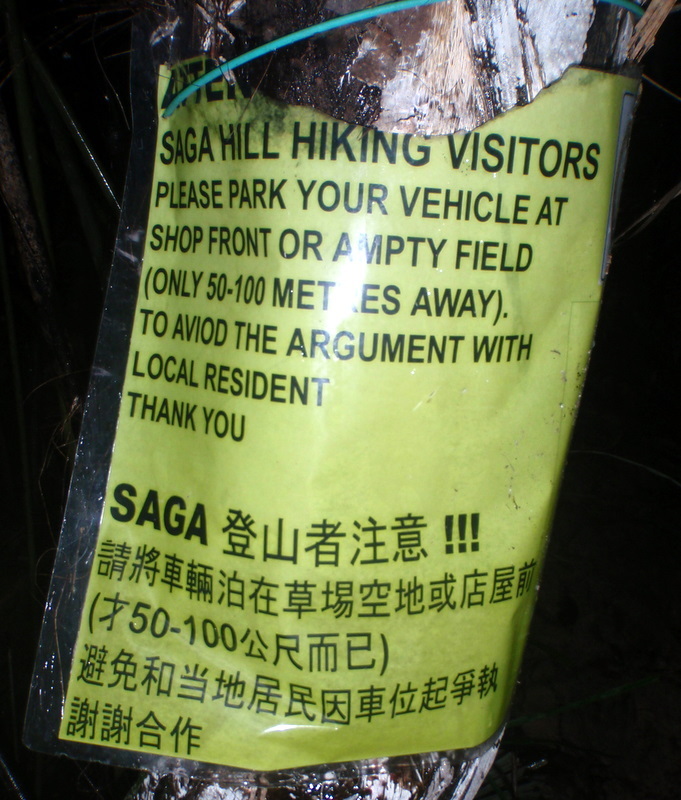 SAGA HILL HIKING VISITORS
PLEASE PARK YOUR VEHICLE AT
SHOP FRONT OR AMPTY FIELD
(ONLY 50-100 METRES AWAY).
TO AVIOD THE ARGUMENT WITH
LOCAL RESIDENT
THANK YOU
SAGA 登山者注意 !!!
請將車輛泊在草場空地或店屋前
(才50-100公尺而已)
避免和当地居民因車位起爭執
謝謝合作